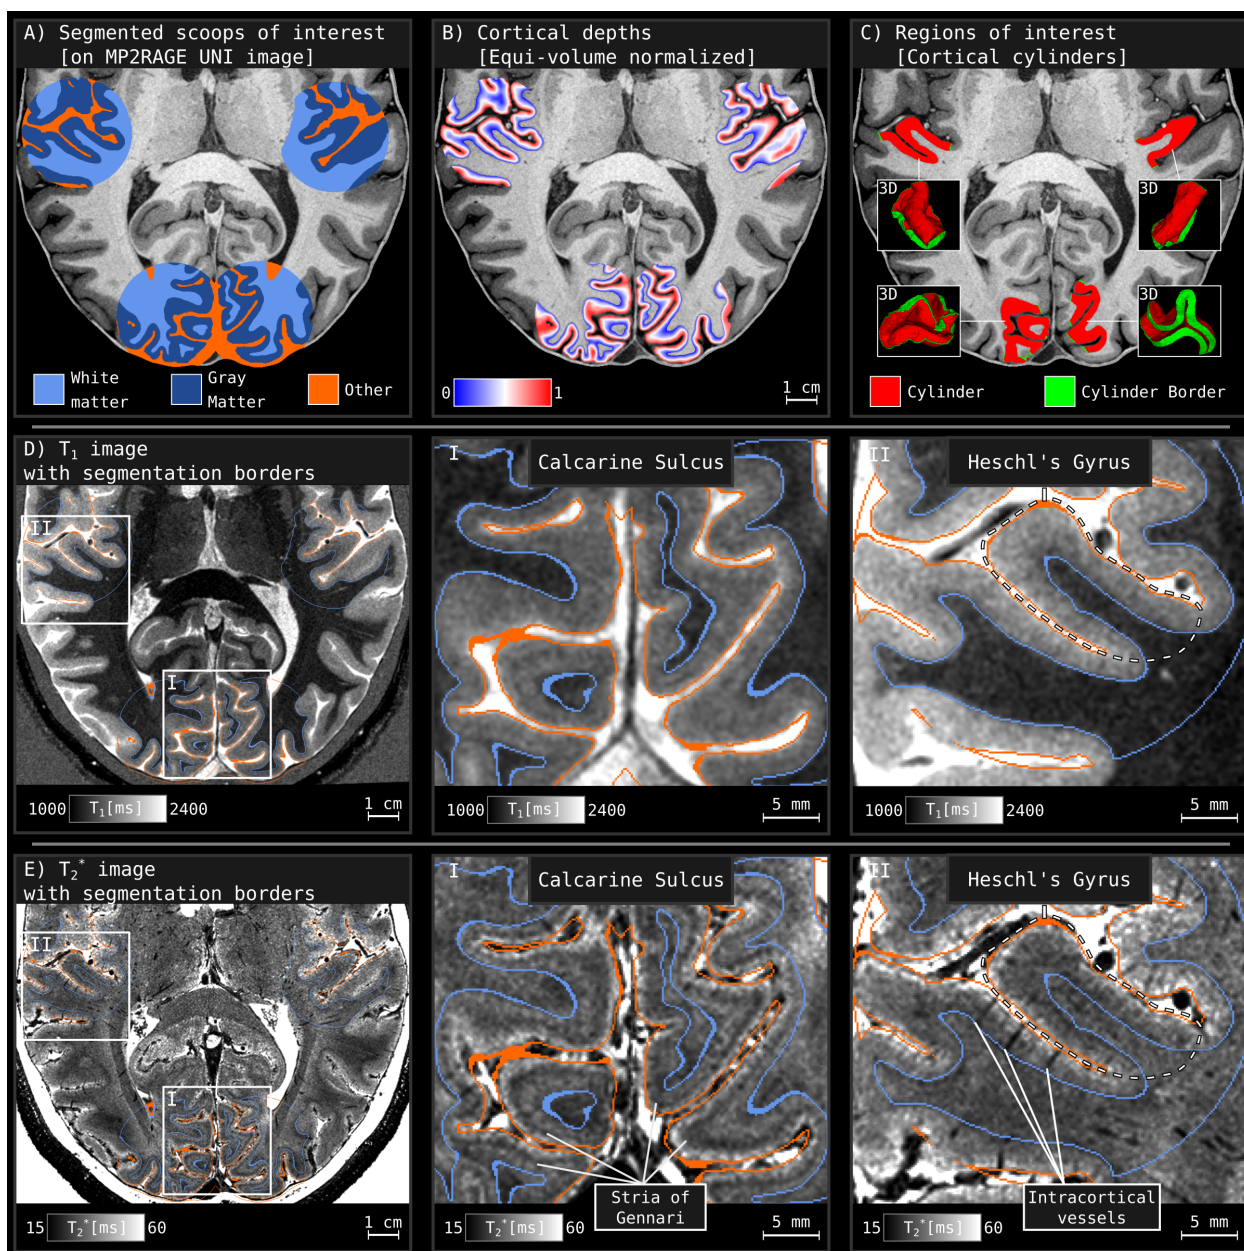 A) Segmented scoops of interest
[on MP2RAGE UNI image]
White matter
Gray Matter
Other
B) Cortical depths
[Equi-volume normalized]
0
1
1 cm
C) Regions of interest
[Cortical cylinders]
3D
3D
3D
3D
Cylinder
Cylinder Border
D) T₁ image
with segmentation borders
II
I
1000
T₁[ms]
2400
1 cm
I
Calcarine Sulcus
1000
T₁[ms]
2400
5 mm
II
Heschl's Gyrus
1000
T₁[ms]
2400
5 mm
E) T₂* image
with segmentation borders
II
I
15
T₂*[ms]
60
1 cm
I
Calcarine Sulcus
Stria of
Gennari
15
T₂*[ms]
60
5 mm
II
Heschl's Gyrus
Intracortical
vessels
15
T₂*[ms]
60
5 mm